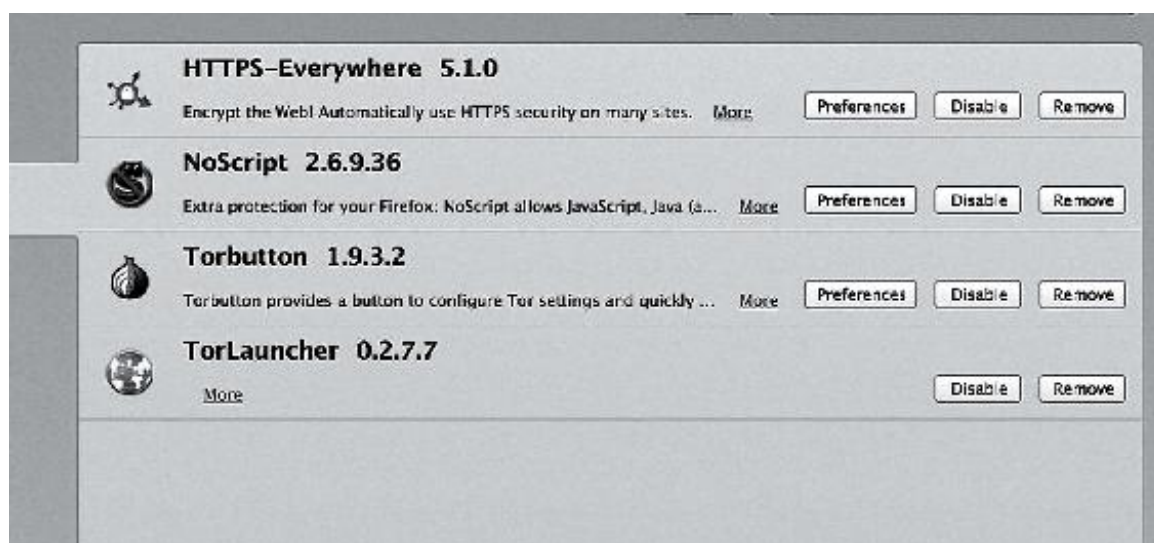 HTTPS-Everywhere 5.1.0
Encrypt the Web! Automatically use HTTPS security on many sites. More
Preferences Disable Remove
NoScript 2.6.9.36
Extra protection for your Firefox: NoScript allows JavaScript, Java (a... More
Preferences Disable Remove
Torbutton 1.9.3.2
Torbutton provides a button to configure Tor settings and quickly ... More
Preferences Disable Remove
TorLauncher 0.2.7.7
More
Disable Remove